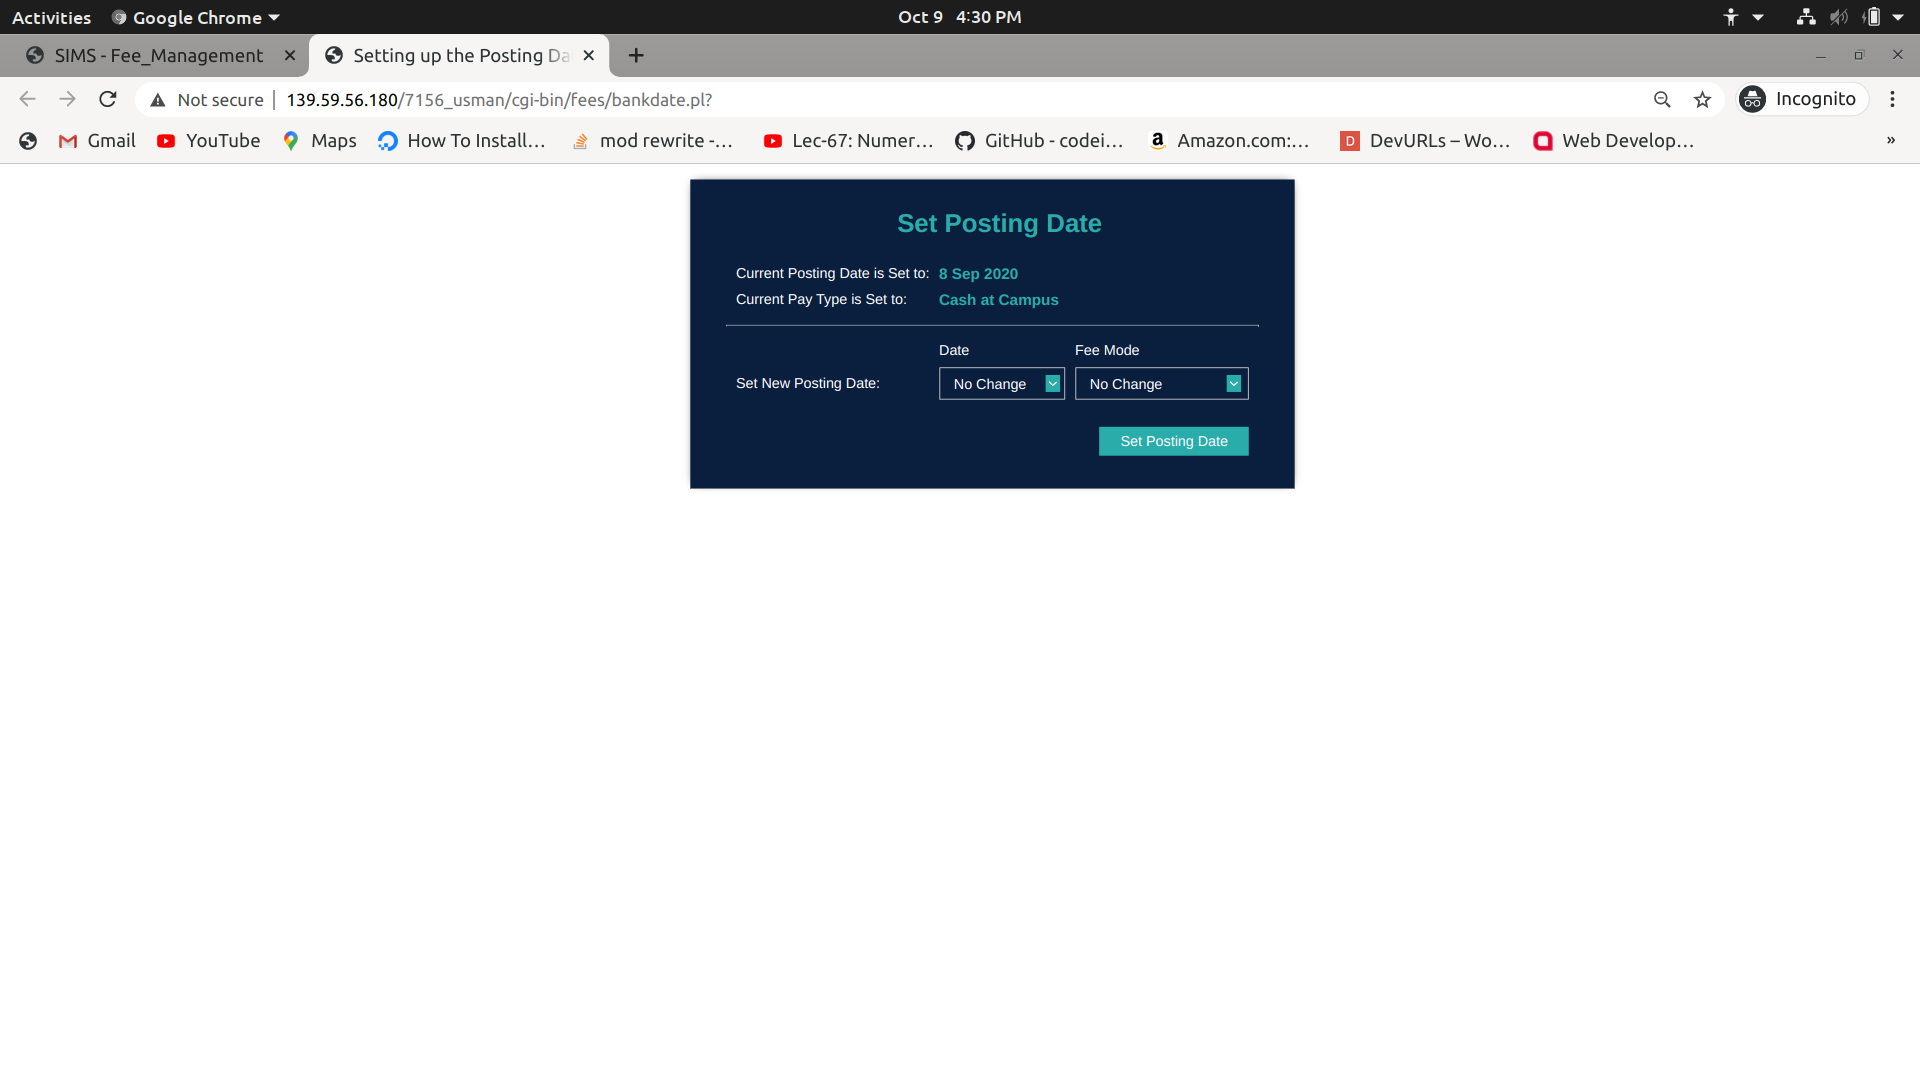 Activities Google Chrome Oct 9 4:30 PM
SIMS - Fee_Management Setting up the Posting Da
Not secure 139.59.56.180/7156_usman/cgi-bin/fees/bankdate.pl? Incognito
Gmail YouTube Maps How To Install… mod rewrite -… Lec-67: Numer… GitHub - codei… a Amazon.com:… D DevURLs – Wo… Web Develop… »
Set Posting Date
Current Posting Date is Set to: 8 Sep 2020
Current Pay Type is Set to: Cash at Campus
Date Fee Mode
Set New Posting Date: No Change No Change
Set Posting Date